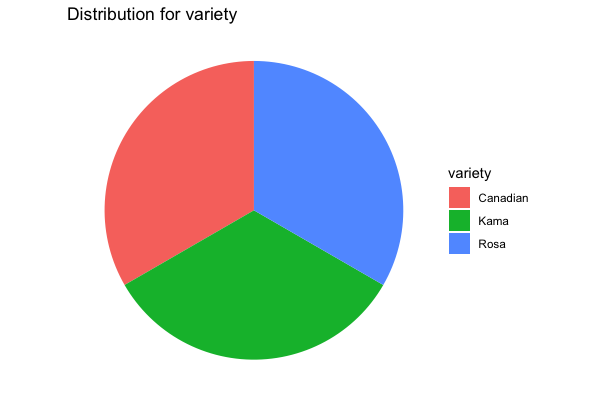 Distribution for variety
variety
Canadian
Kama
Rosa